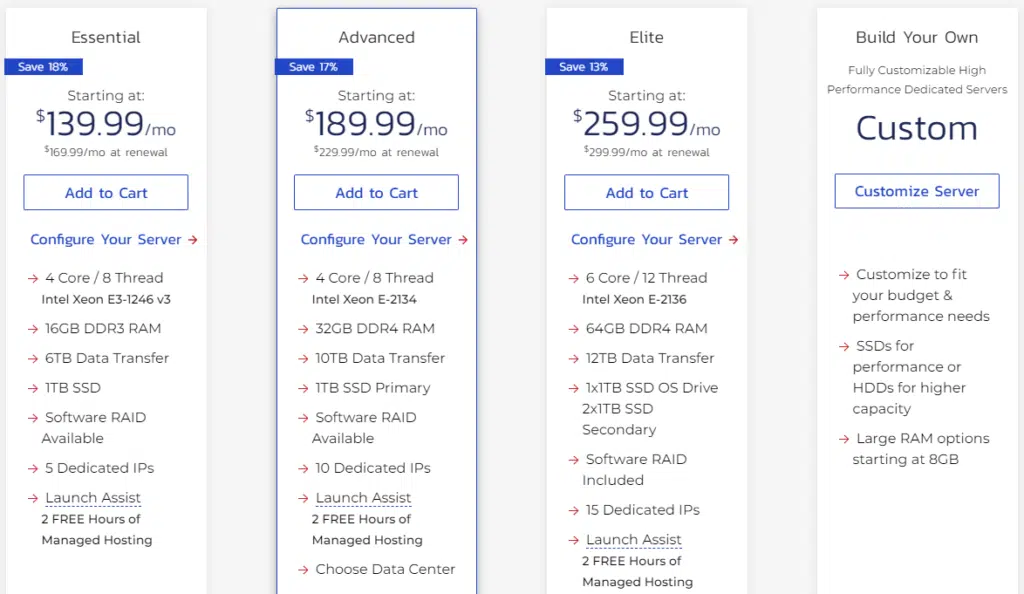 Essential
Save 18%
Starting at:
$139.99/mo
$169.99/mo at renewal
Add to Cart
Configure Your Server →
→ 4 Core / 8 Thread
Intel Xeon E3-1246 v3
→ 16GB DDR3 RAM
→ 6TB Data Transfer
→ 1TB SSD
→ Software RAID
Available
→ 5 Dedicated IPs
→ Launch Assist
2 FREE Hours of
Managed Hosting
Advanced
Save 17%
Starting at:
$189.99/mo
$229.99/mo at renewal
Add to Cart
Configure Your Server →
→ 4 Core / 8 Thread
Intel Xeon E-2134
→ 32GB DDR4 RAM
→ 10TB Data Transfer
→ 1TB SSD Primary
→ Software RAID
Available
→ 10 Dedicated IPs
→ Launch Assist
2 FREE Hours of
Managed Hosting
→ Choose Data Center
Elite
Save 13%
Starting at:
$259.99/mo
$299.99/mo at renewal
Add to Cart
Configure Your Server →
→ 6 Core / 12 Thread
Intel Xeon E-2136
→ 64GB DDR4 RAM
→ 12TB Data Transfer
→ 1x1TB SSD OS Drive
2x1TB SSD
Secondary
→ Software RAID
Included
→ 15 Dedicated IPs
→ Launch Assist
2 FREE Hours of
Managed Hosting
Build Your Own
Fully Customizable High
Performance Dedicated Servers
Custom
Customize Server
→ Customize to fit
your budget &
performance needs
→ SSDs for
performance or
HDDs for higher
capacity
→ Large RAM options
starting at 8GB